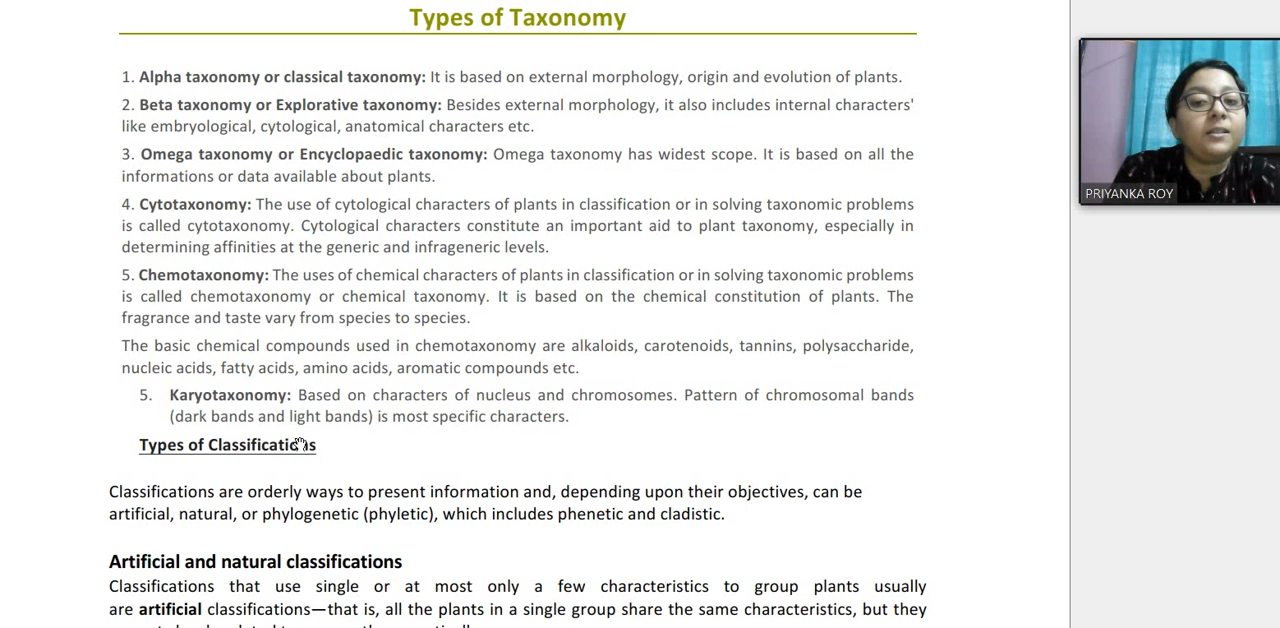 Types of Taxonomy
1. Alpha taxonomy or classical taxonomy: It is based on external morphology, origin and evolution of plants.
2. Beta taxonomy or Explorative taxonomy: Besides external morphology, it also includes internal characters'
like embryological, cytological, anatomical characters etc.
3. Omega taxonomy or Encyclopaedic taxonomy: Omega taxonomy has widest scope. It is based on all the
informations or data available about plants.
4. Cytotaxonomy: The use of cytological characters of plants in classification or in solving taxonomic problems
is called cytotaxonomy. Cytological characters constitute an important aid to plant taxonomy, especially in
determining affinities at the generic and infrageneric levels.
5. Chemotaxonomy: The uses of chemical characters of plants in classification or in solving taxonomic problems
is called chemotaxonomy or chemical taxonomy. It is based on the chemical constitution of plants. The
fragrance and taste vary from species to species.
The basic chemical compounds used in chemotaxonomy are alkaloids, carotenoids, tannins, polysaccharide,
nucleic acids, fatty acids, amino acids, aromatic compounds etc.
5. Karyotaxonomy: Based on characters of nucleus and chromosomes. Pattern of chromosomal bands
(dark bands and light bands) is most specific characters.
Types of Classifications
Classifications are orderly ways to present information and, depending upon their objectives, can be
artificial, natural, or phylogenetic (phyletic), which includes phenetic and cladistic.
Artificial and natural classifications
Classifications that use single or at most only a few characteristics to group plants usually
are artificial classifications—that is, all the plants in a single group share the same characteristics, but they
PRIYANKA ROY